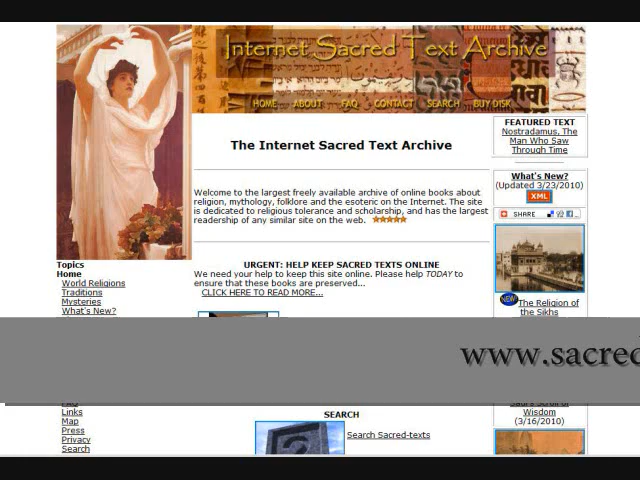 Internet Sacred Text Archive
HOME ABOUT FAQ CONTACT SEARCH BUY DISK
The Internet Sacred Text Archive
Welcome to the largest freely available archive of online books about
religion, mythology, folklore and the esoteric on the Internet. The site
is dedicated to religious tolerance and scholarship, and has the largest
readership of any similar site on the web.
URGENT: HELP KEEP SACRED TEXTS ONLINE
We need your help to keep this site online. Please help TODAY to
ensure that these books are preserved...
CLICK HERE TO READ MORE...
Topics
Home
World Religions
Traditions
Mysteries
What's New?
FEATURED TEXT
Nostradamus, The
Man Who Saw
Through Time
What's New?
(Updated 3/23/2010)
XML
SHARE
NEW!
The Religion of
the Sikhs
www.sacred
FAQ
Links
Map
Press
Privacy
Search
SEARCH
Search Sacred-texts
Scroll of
Wisdom
(3/16/2010)